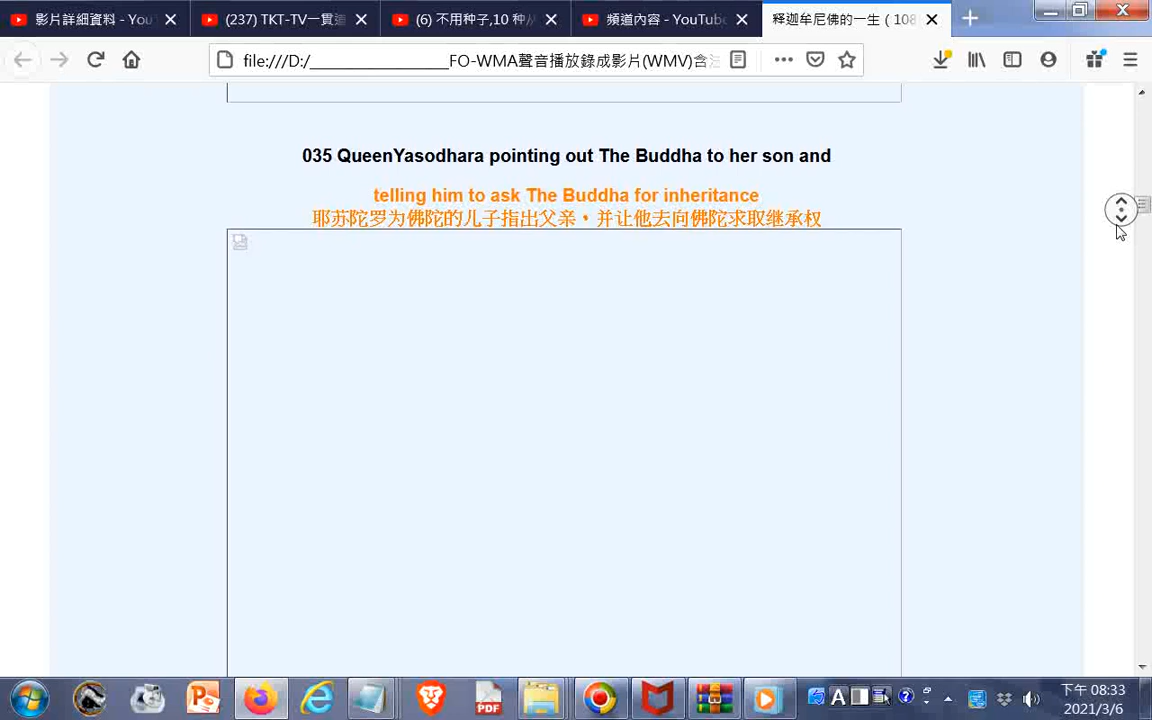 影片詳細資料 - You
(237) TKT-TV一貫道
(6) 不用种子,10 种
頻道內容 - YouTube
释迦牟尼佛的一生（108
file:///D:/____________________FO-WMA聲音播放錄成影片(WMV)含
035 QueenYasodhara pointing out The Buddha to her son and
telling him to ask The Buddha for inheritance
耶苏陀罗为佛陀的儿子指出父亲，并让他去向佛陀求取继承权
PDF
A
下午 08:33
2021/3/6